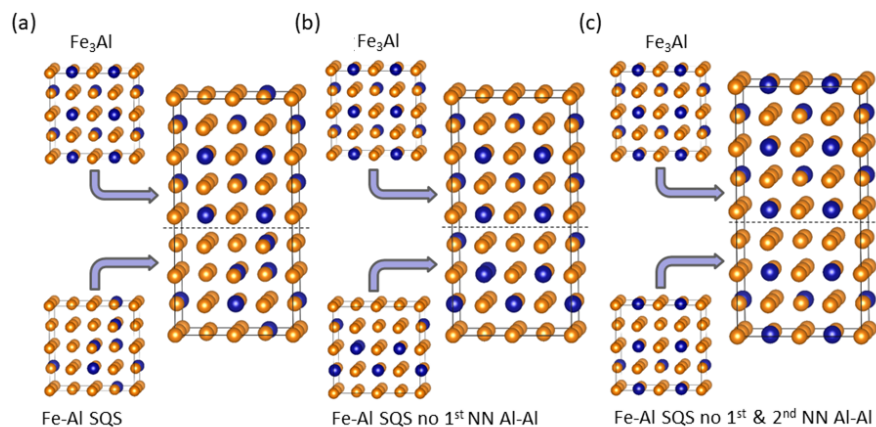 (a)
Fe₃Al
Fe-Al SQS
(b)
Fe₃Al
Fe-Al SQS no 1ˢᵗ NN Al-Al
(c)
Fe₃Al
Fe-Al SQS no 1ˢᵗ & 2ⁿᵈ NN Al-Al